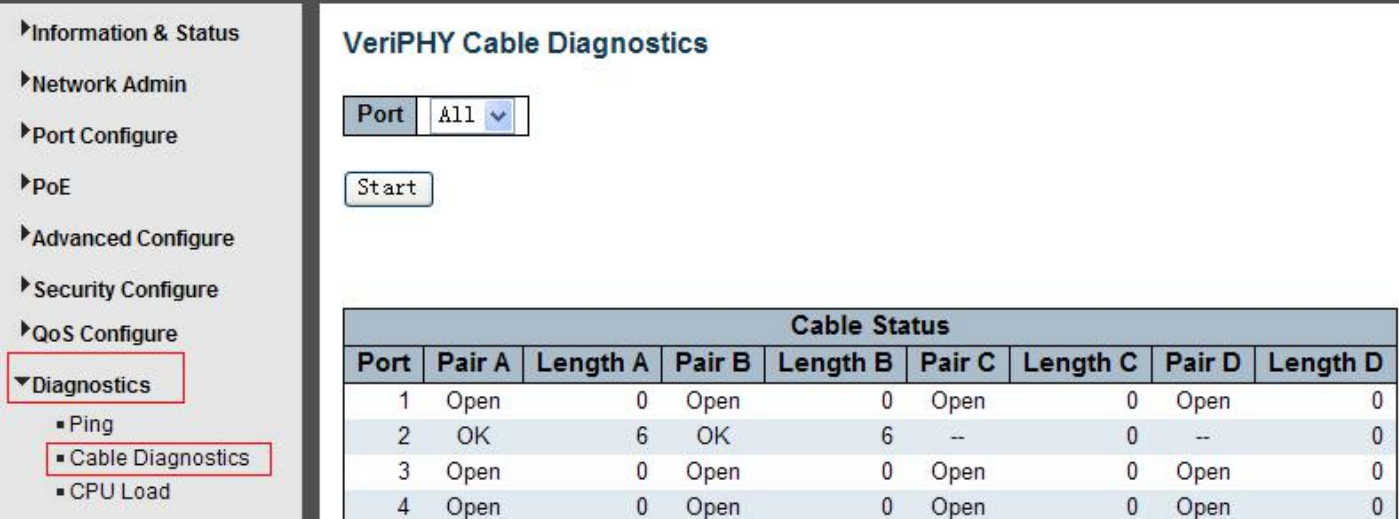 Information & Status
Network Admin
Port Configure
PoE
Advanced Configure
Security Configure
QoS Configure
Diagnostics
Ping
Cable Diagnostics
CPU Load
VeriPHY Cable Diagnostics
Port All
Start
Cable Status
Port Pair A Length A Pair B Length B Pair C Length C Pair D Length D
1 Open 0 Open 0 Open 0 Open 0
2 OK 6 OK 6 -- 0 -- 0
3 Open 0 Open 0 Open 0 Open 0
4 Open 0 Open 0 Open 0 Open 0